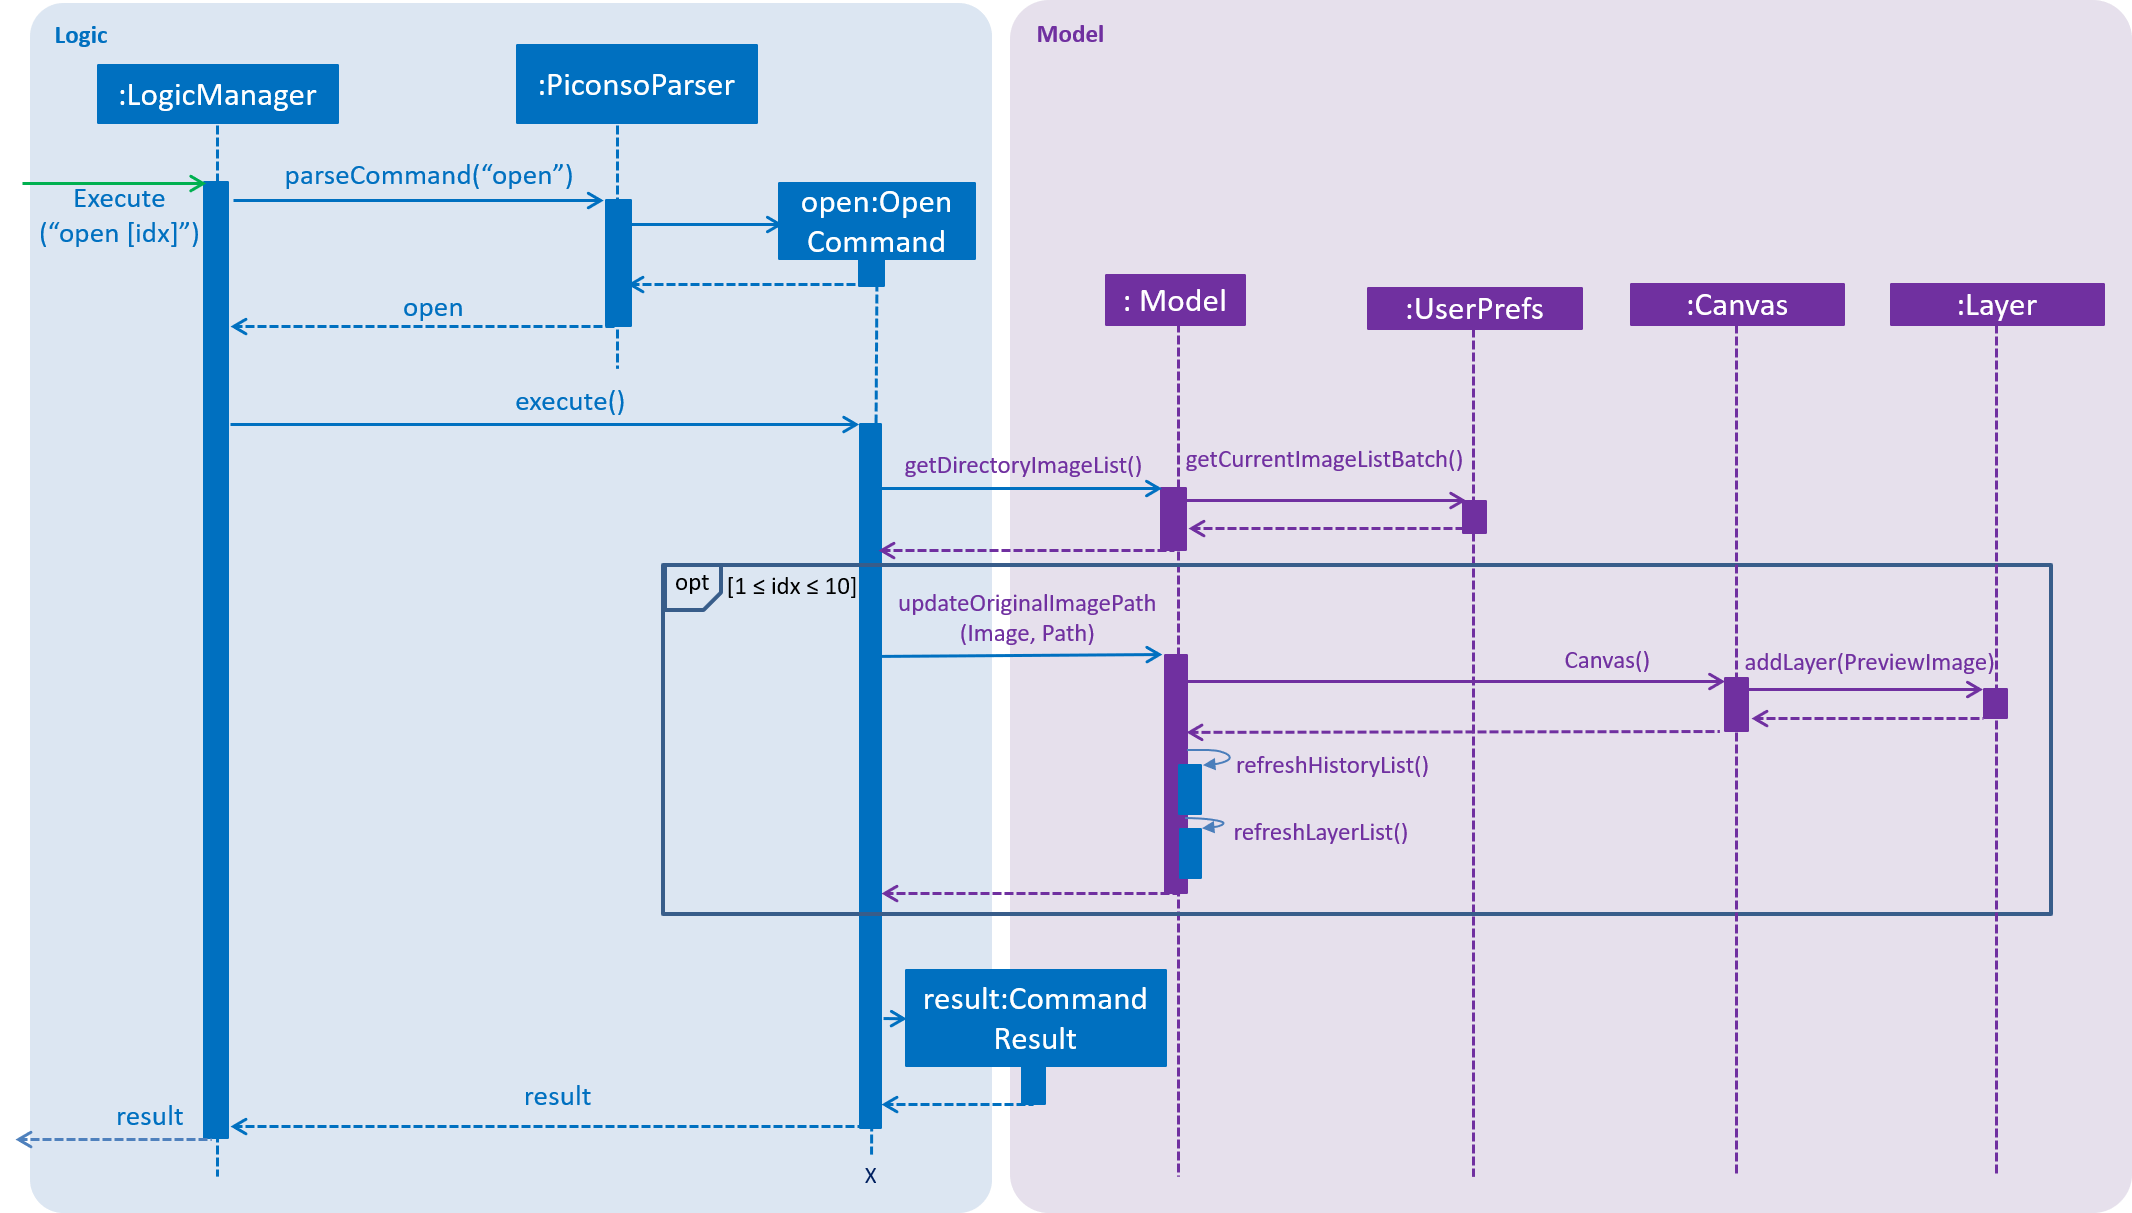 Logic
Model
:LogicManager
:PiconsoParser
Execute
(“open [idx]”)
parseCommand(“open”)
open:Open
Command
open
: Model
:UserPrefs
:Canvas
:Layer
execute()
getDirectoryImageList()
getCurrentImageListBatch()
opt
[1 ≤ idx ≤ 10]
updateOriginalImagePath
(Image, Path)
Canvas()
addLayer(PreviewImage)
refreshHistoryList()
refreshLayerList()
result:Command
Result
result
result
X